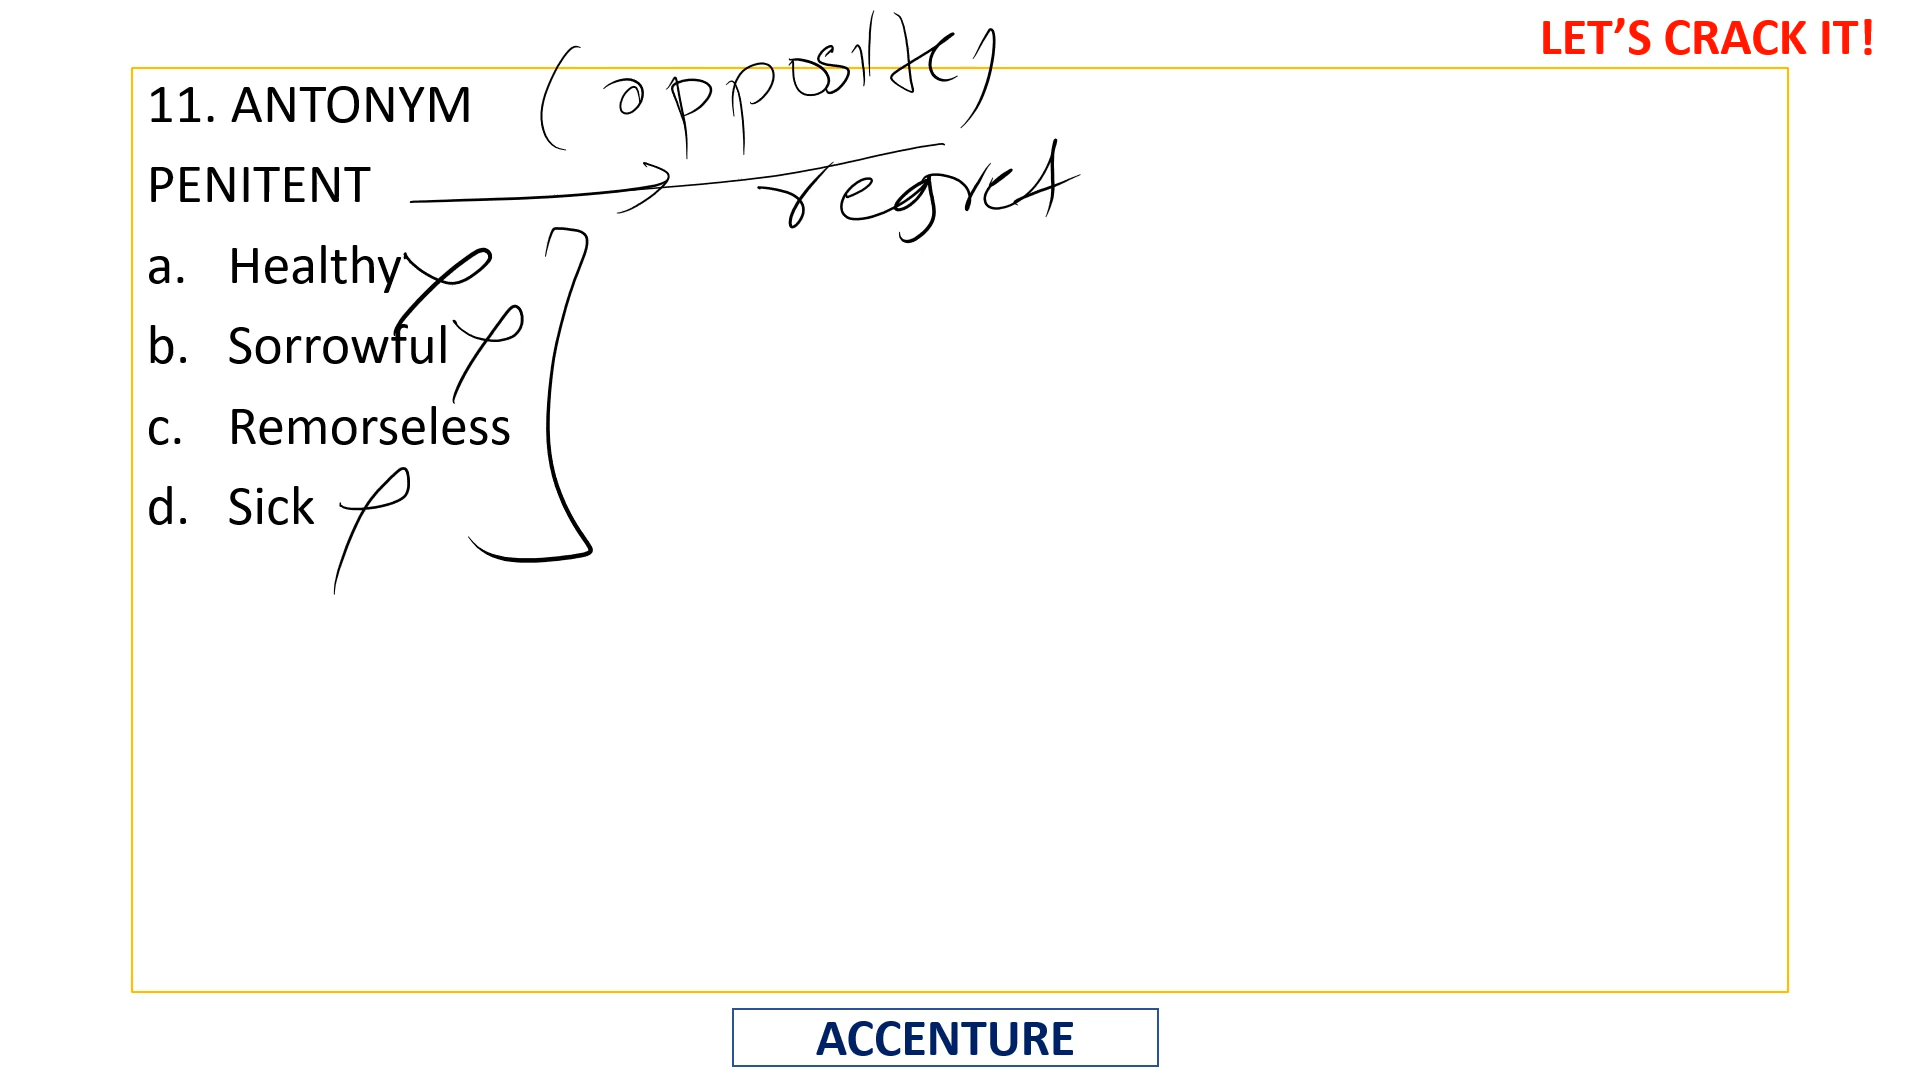 LET’S CRACK IT!
11. ANTONYM (opposite)
PENITENT regret
a. Healthy
b. Sorrowful
c. Remorseless
d. Sick
ACCENTURE